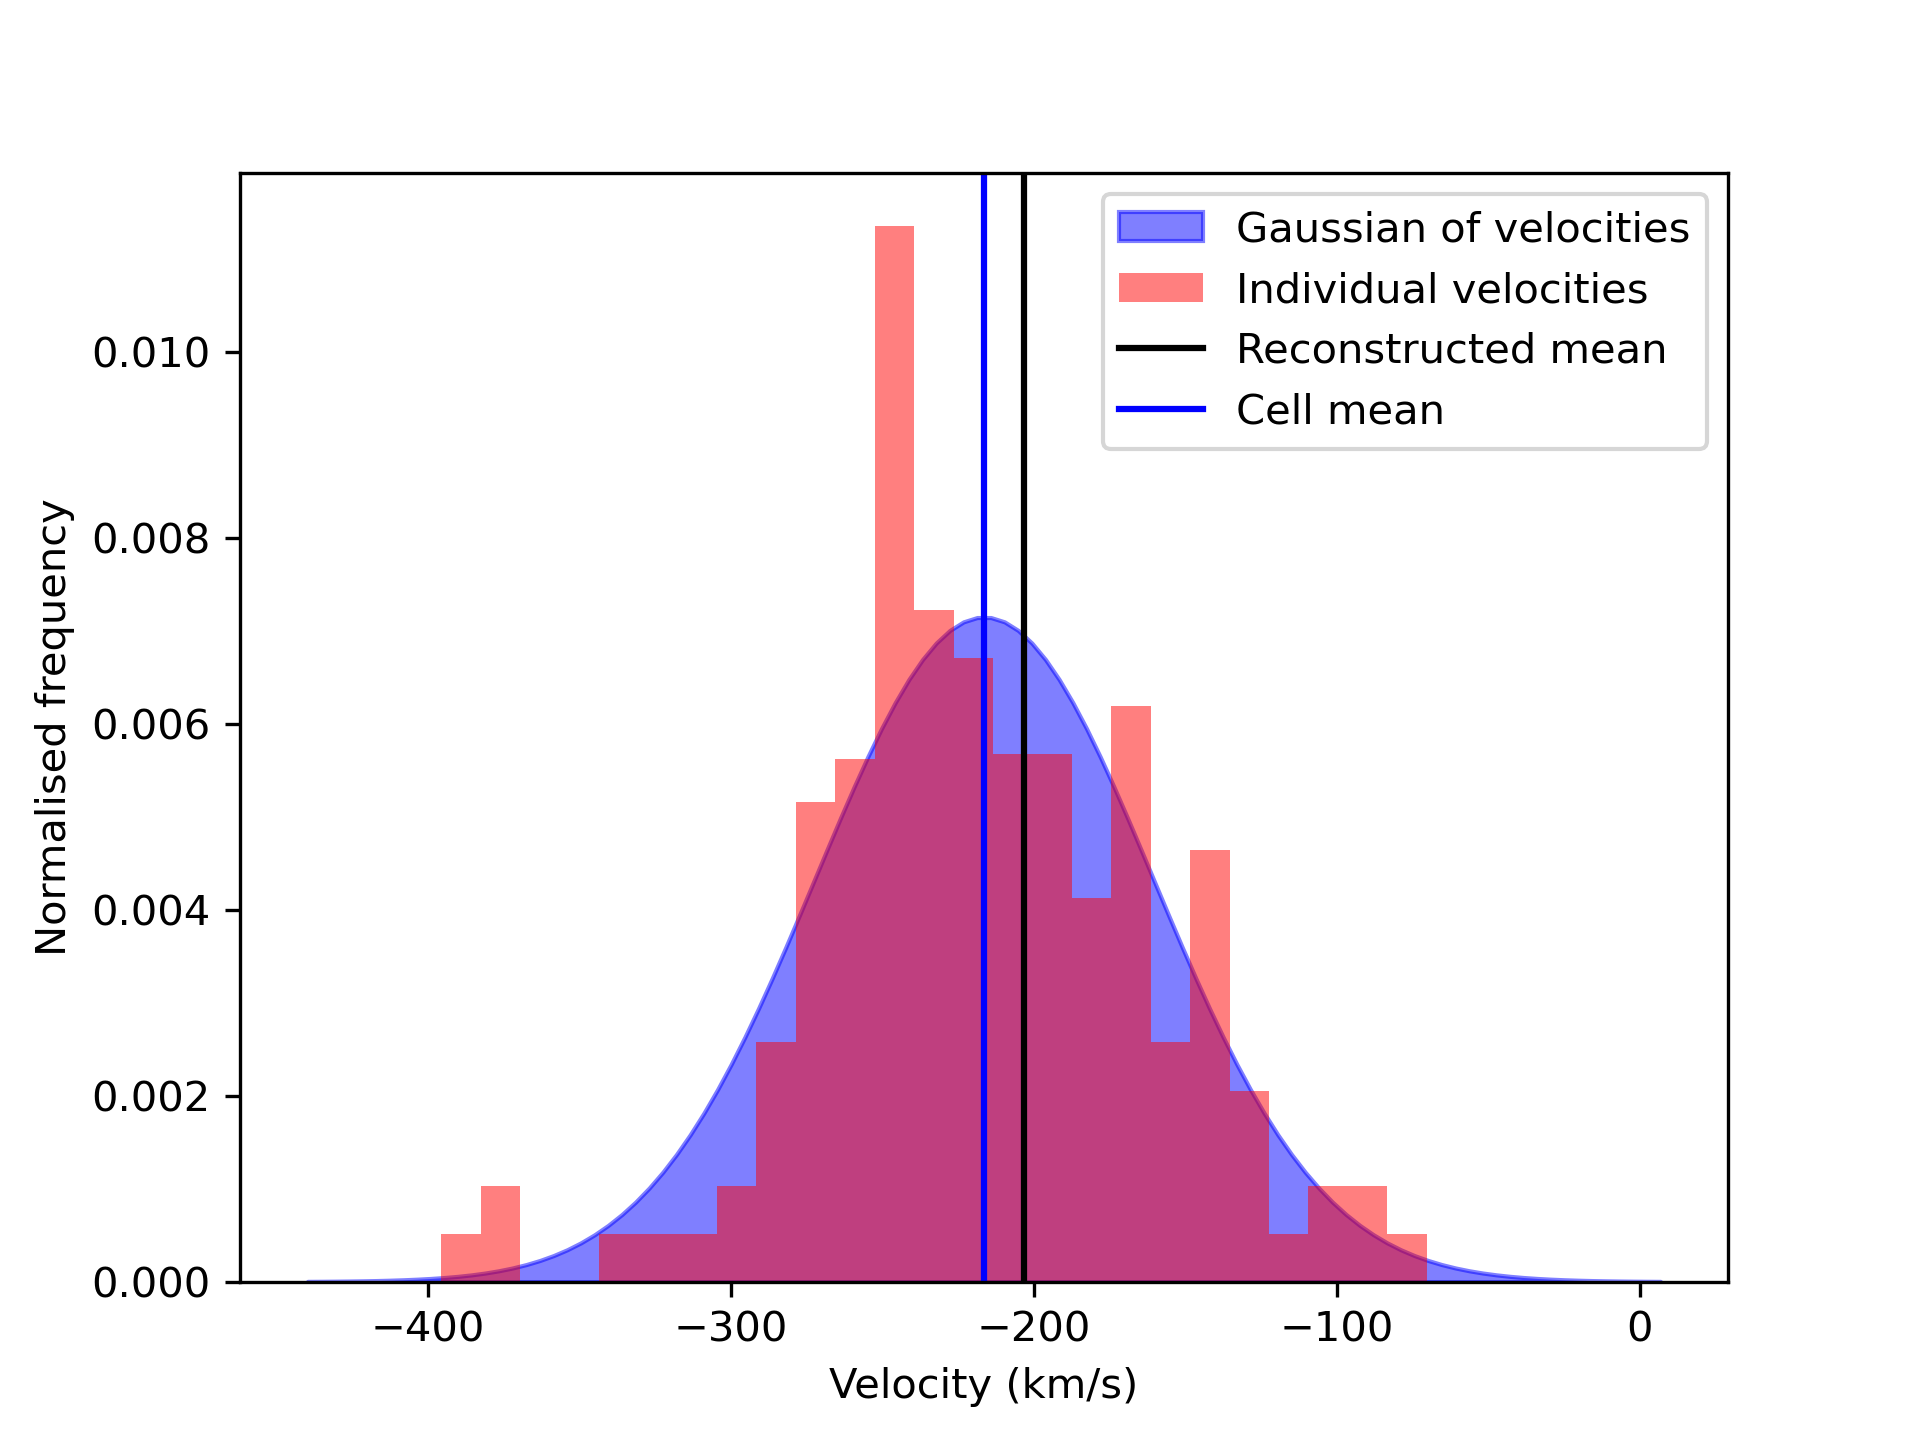 Gaussian of velocities
Individual velocities
Reconstructed mean
Cell mean
Normalised frequency
0.010
0.008
0.006
0.004
0.002
0.000
−400 −300 −200 −100 0
Velocity (km/s)